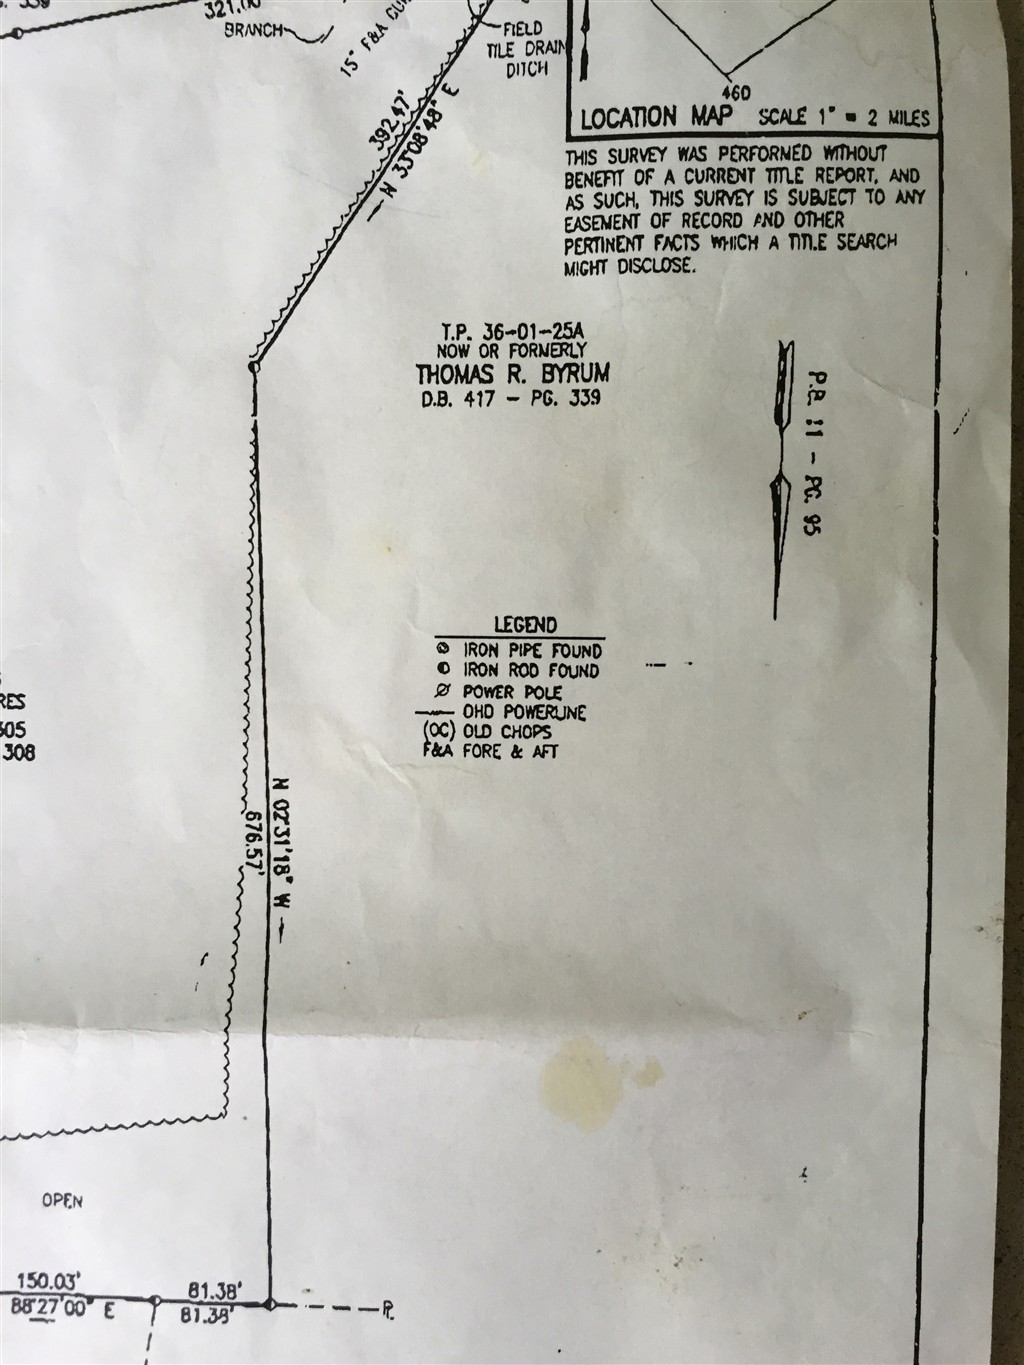 321.00
BRANCH
15" F&A
FIELD
TILE DRAIN
DITCH
392.47'
N 33°08'48" E
460
LOCATION MAP SCALE 1" = 2 MILES
THIS SURVEY WAS PERFORMED WITHOUT
BENEFIT OF A CURRENT TITLE REPORT, AND
AS SUCH, THIS SURVEY IS SUBJECT TO ANY
EASEMENT OF RECORD AND OTHER
PERTINENT FACTS WHICH A TITLE SEARCH
MIGHT DISCLOSE.
T.P. 36-01-25A
NOW OR FORMERLY
THOMAS R. BYRUM
D.B. 417 - PG. 339
P.B. 11 - PG. 95
LEGEND
IRON PIPE FOUND
IRON ROD FOUND
POWER POLE
OHD POWERLINE
(OC) OLD CHOPS
F&A FORE & AFT
RES
305
308
N 02°31'18" W
676.57'
OPEN
150.03'
88°27'00" E
81.38'
81.38'